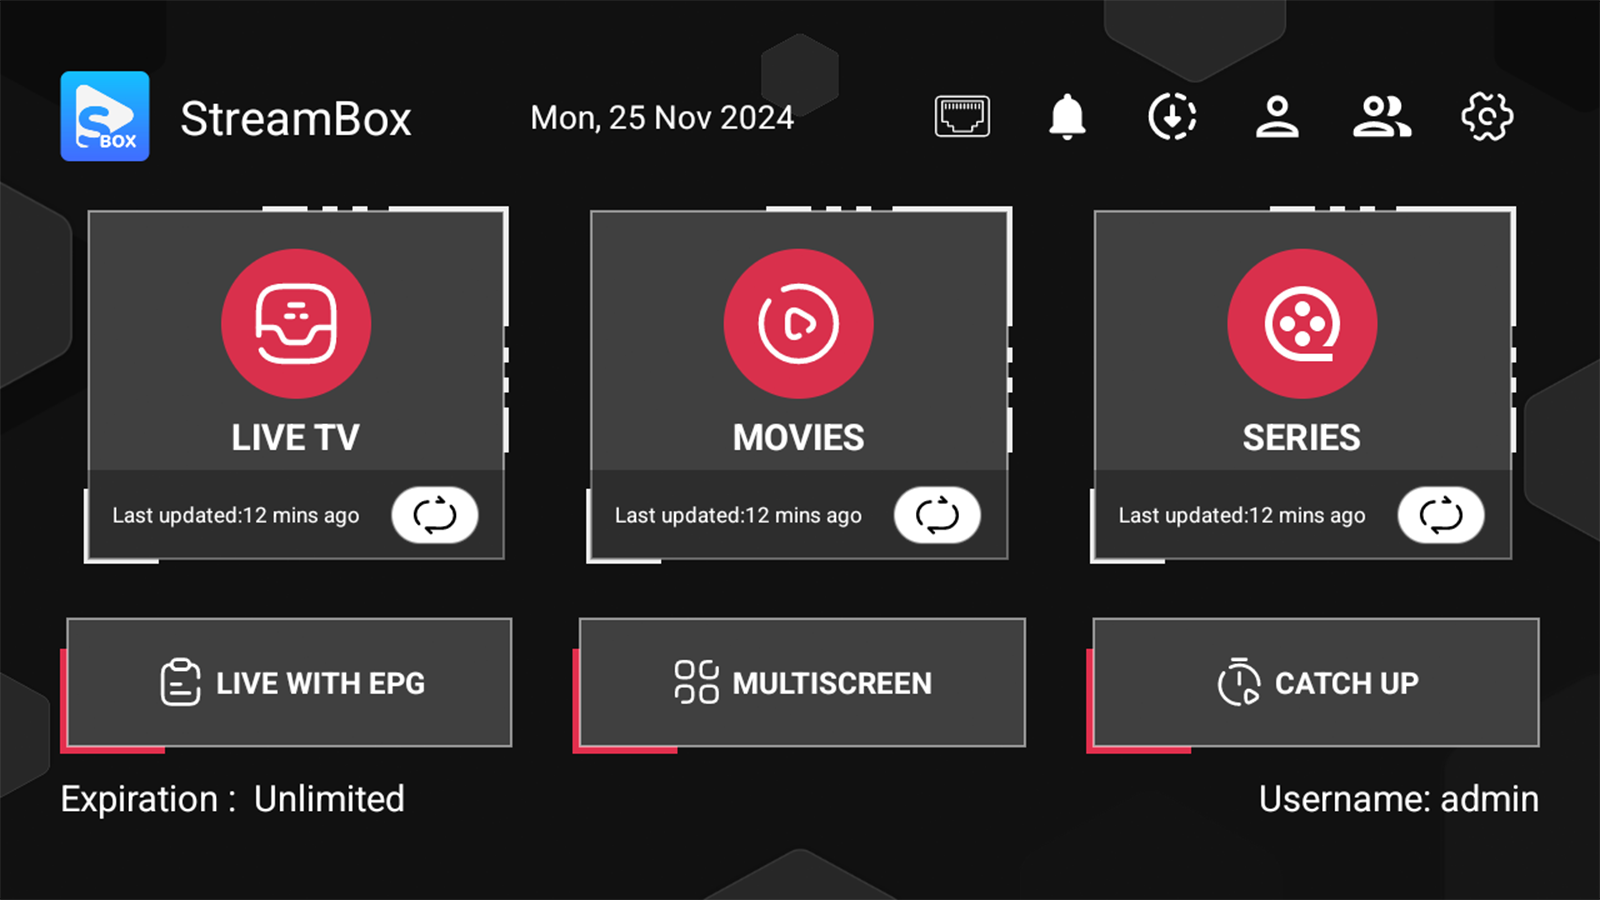 BOX
StreamBox
Mon, 25 Nov 2024
LIVE TV
Last updated:12 mins ago
MOVIES
Last updated:12 mins ago
SERIES
Last updated:12 mins ago
LIVE WITH EPG
MULTISCREEN
CATCH UP
Expiration : Unlimited
Username: admin